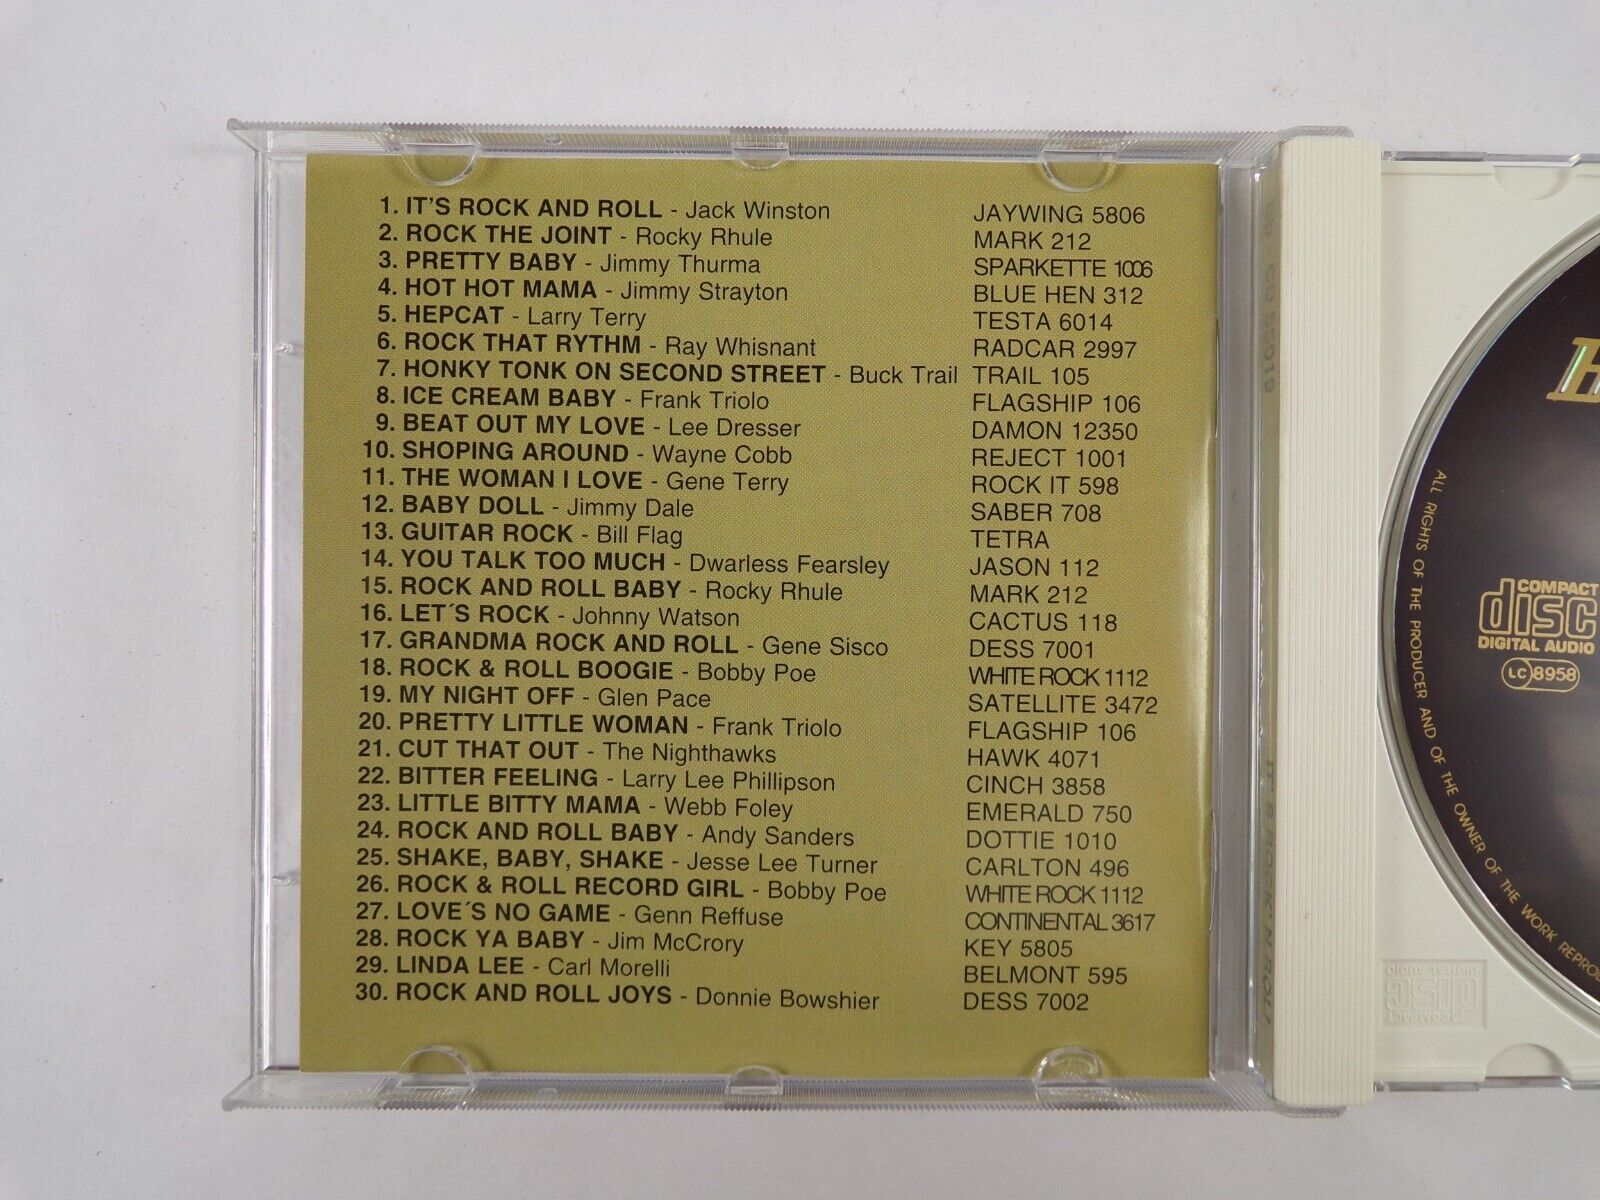 1. IT'S ROCK AND ROLL - Jack Winston JAYWING 5806
2. ROCK THE JOINT - Rocky Rhule MARK 212
3. PRETTY BABY - Jimmy Thurma SPARKETTE 1006
4. HOT HOT MAMA - Jimmy Strayton BLUE HEN 312
5. HEPCAT - Larry Terry TESTA 6014
6. ROCK THAT RYTHM - Ray Whisnant RADCAR 2997
7. HONKY TONK ON SECOND STREET - Buck Trail TRAIL 105
8. ICE CREAM BABY - Frank Triolo FLAGSHIP 106
9. BEAT OUT MY LOVE - Lee Dresser DAMON 12350
10. SHOPING AROUND - Wayne Cobb REJECT 1001
11. THE WOMAN I LOVE - Gene Terry ROCK IT 598
12. BABY DOLL - Jimmy Dale SABER 708
13. GUITAR ROCK - Bill Flag TETRA
14. YOU TALK TOO MUCH - Dwarless Fearsley JASON 112
15. ROCK AND ROLL BABY - Rocky Rhule MARK 212
16. LET´S ROCK - Johnny Watson CACTUS 118
17. GRANDMA ROCK AND ROLL - Gene Sisco DESS 7001
18. ROCK & ROLL BOOGIE - Bobby Poe WHITE ROCK 1112
19. MY NIGHT OFF - Glen Pace SATELLITE 3472
20. PRETTY LITTLE WOMAN - Frank Triolo FLAGSHIP 106
21. CUT THAT OUT - The Nighthawks HAWK 4071
22. BITTER FEELING - Larry Lee Phillipson CINCH 3858
23. LITTLE BITTY MAMA - Webb Foley EMERALD 750
24. ROCK AND ROLL BABY - Andy Sanders DOTTIE 1010
25. SHAKE, BABY, SHAKE - Jesse Lee Turner CARLTON 496
26. ROCK & ROLL RECORD GIRL - Bobby Poe WHITE ROCK 1112
27. LOVE´S NO GAME - Genn Reffuse CONTINENTAL 3617
28. ROCK YA BABY - Jim McCrory KEY 5805
29. LINDA LEE - Carl Morelli BELMONT 595
30. ROCK AND ROLL JOYS - Donnie Bowshier DESS 7002
IT'S ROCK 'N ROLL
ALL RIGHTS OF THE PRODUCER AND OF THE OWNER OF THE WORK
COMPACT
disc
DIGITAL AUDIO
LC 8958
COMPACT
disc
DIGITAL AUDIO